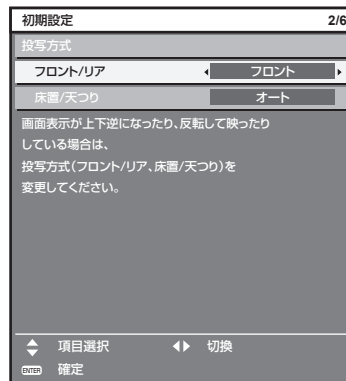 初期設定 2/6
投写方式
フロント/リア フロント
床置/天つり オート
画面表示が上下逆になったり､反転して映ったり
している場合は､
投写方式(フロント/リア､床置/天つり)を
変更してください｡
項目選択 切換
ENTER 確定